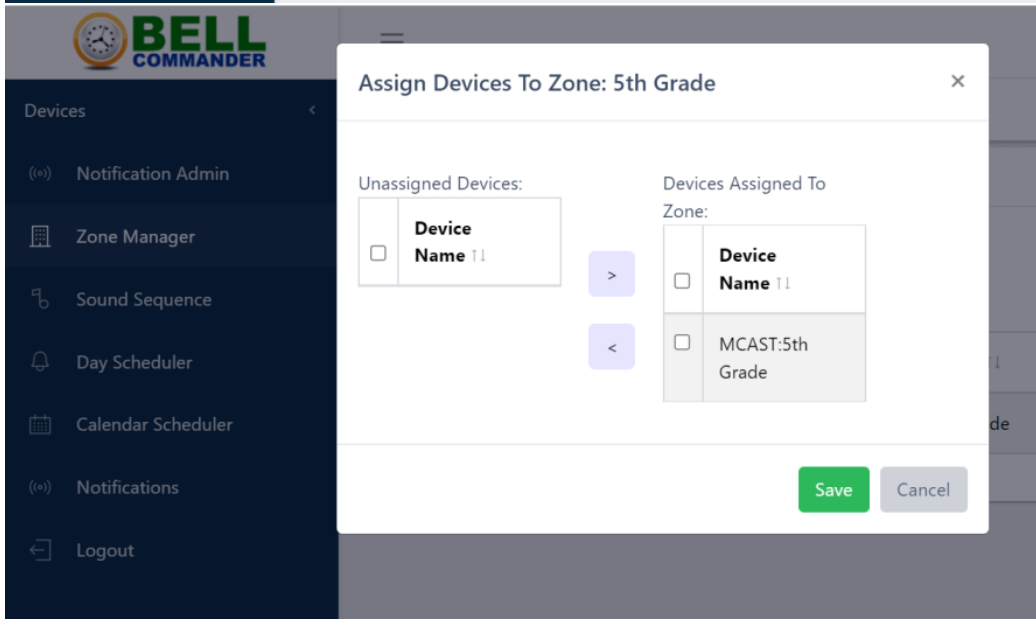 BELL
COMMANDER
Devices
Notification Admin
Zone Manager
Sound Sequence
Day Scheduler
Calendar Scheduler
Notifications
Logout
Assign Devices To Zone: 5th Grade
×
Unassigned Devices:
Device
Name ↑↓
>
<
Devices Assigned To
Zone:
Device
Name ↑↓
MCAST:5th
Grade
de
Save
Cancel